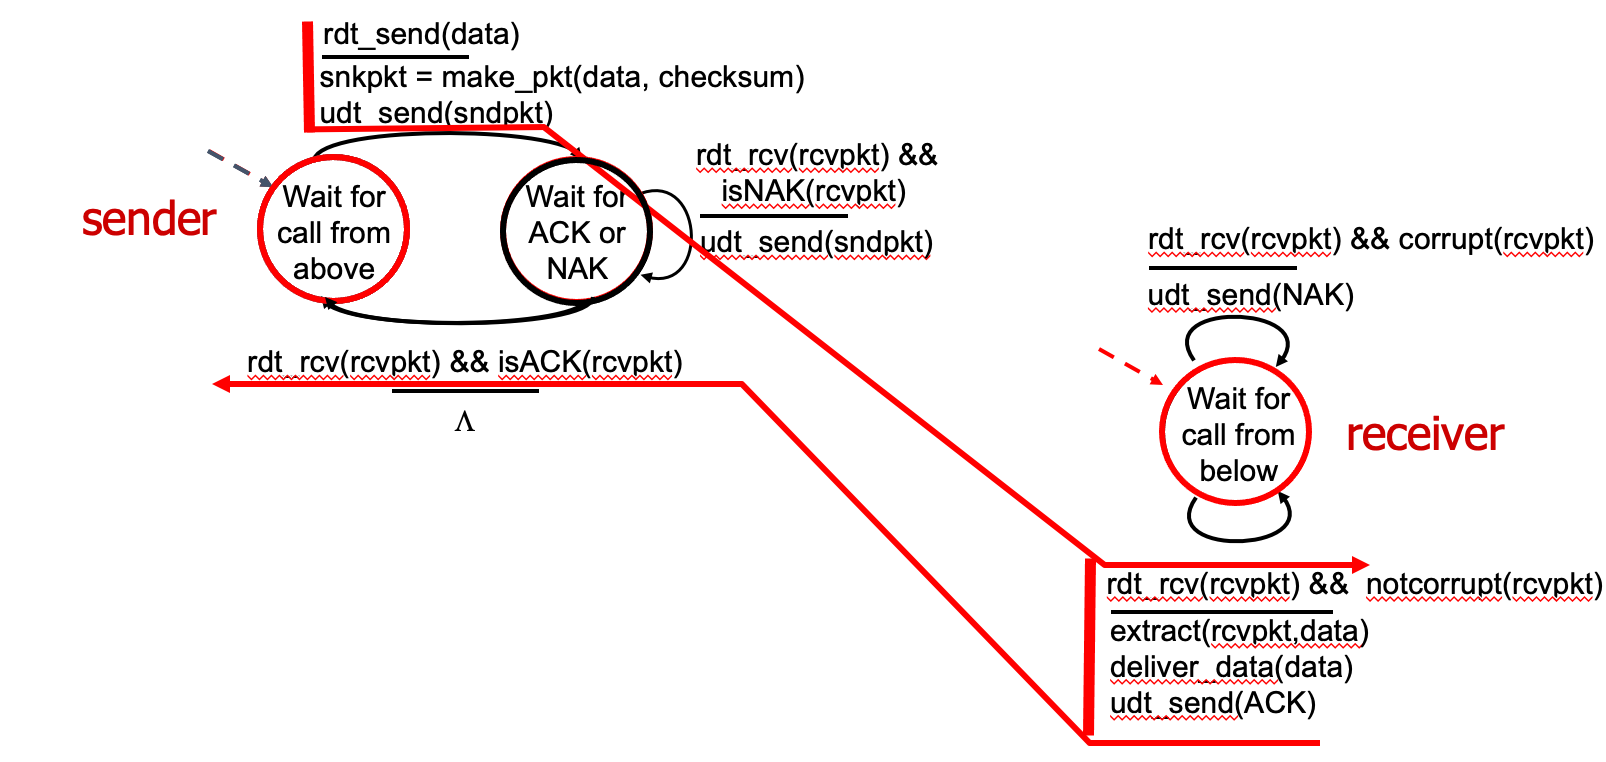 rdt_send(data)
snkpkt = make_pkt(data, checksum)
udt_send(sndpkt)
sender
Wait for
call from
above
Wait for
ACK or
NAK
rdt_rcv(rcvpkt) &&
isNAK(rcvpkt)
udt_send(sndpkt)
rdt_rcv(rcvpkt) && isACK(rcvpkt)
Λ
rdt_rcv(rcvpkt) && corrupt(rcvpkt)
udt_send(NAK)
Wait for
call from
below
receiver
rdt_rcv(rcvpkt) && notcorrupt(rcvpkt)
extract(rcvpkt,data)
deliver_data(data)
udt_send(ACK)